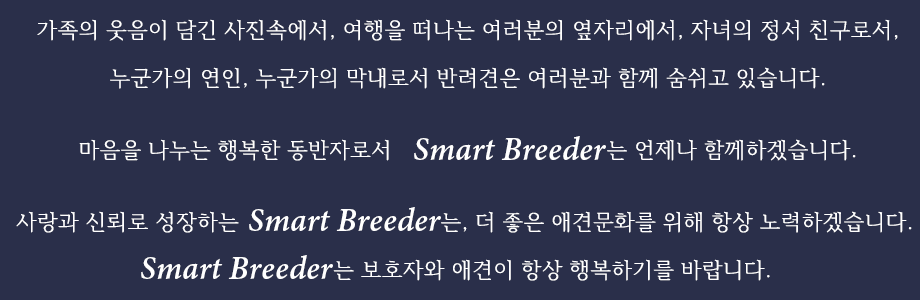 가족의 웃음이 담긴 사진속에서, 여행을 떠나는 여러분의 옆자리에서, 자녀의 정서 친구로서,
누군가의 연인, 누군가의 막내로서 반려견은 여러분과 함께 숨쉬고 있습니다.
마음을 나누는 행복한 동반자로서 Smart Breeder는 언제나 함께하겠습니다.
사랑과 신뢰로 성장하는 Smart Breeder는, 더 좋은 애견문화를 위해 항상 노력하겠습니다.
Smart Breeder는 보호자와 애견이 항상 행복하기를 바랍니다.